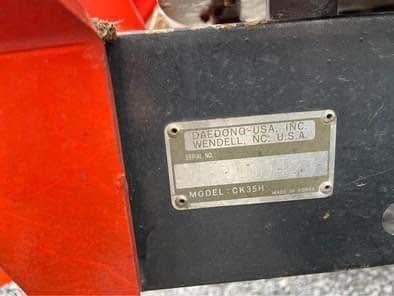 DAEDONG-USA, INC.
WENDELL, NC. U.S.A.
SERIAL NO.
MODEL: CK35H MADE IN KOREA